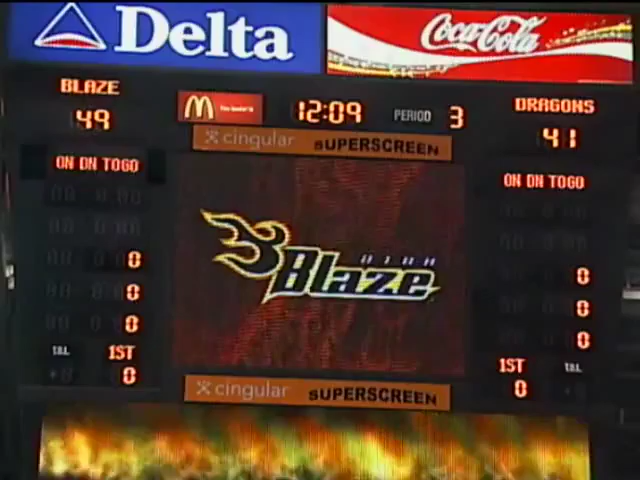 Delta
Coca-Cola
BLAZE
49
12:09
PERIOD 3
DRAGONS
41
cingular SUPERSCREEN
ON DN TOGO
ON DN TOGO
UTAH
Blaze
0
0
0
0
0
0
T.O.L 1ST
0
1ST T.O.L
0
cingular SUPERSCREEN